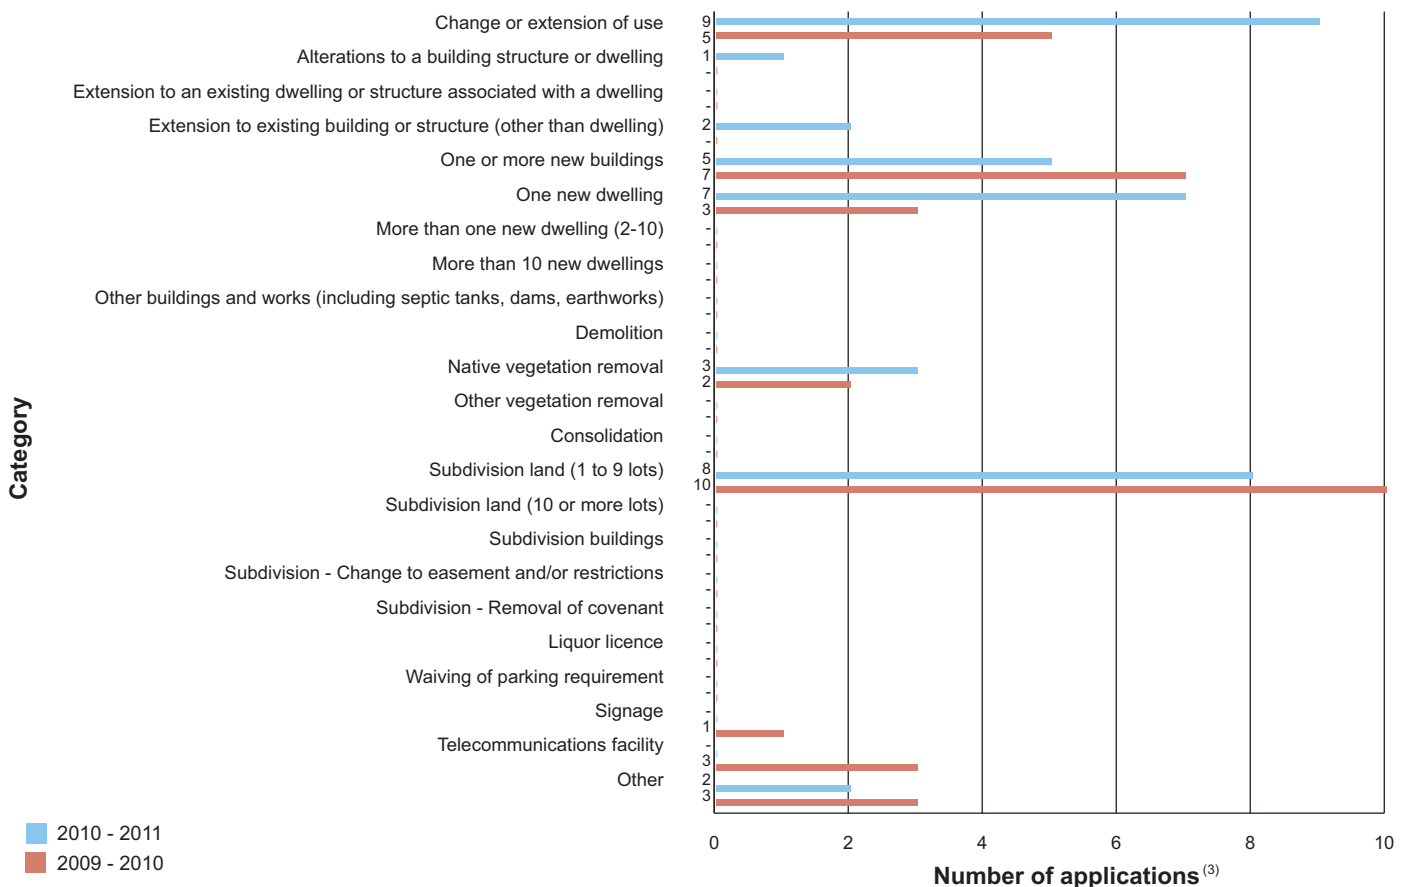 Change or extension of use 9
5
Alterations to a building structure or dwelling 1
-
Extension to an existing dwelling or structure associated with a dwelling -
-
Extension to existing building or structure (other than dwelling) 2
-
One or more new buildings 5
7
One new dwelling 7
3
More than one new dwelling (2-10) -
-
More than 10 new dwellings -
-
Other buildings and works (including septic tanks, dams, earthworks) -
-
Demolition -
-
Native vegetation removal 3
2
Other vegetation removal -
-
Consolidation -
-
Subdivision land (1 to 9 lots) 8
10
Subdivision land (10 or more lots) -
-
Subdivision buildings -
-
Subdivision - Change to easement and/or restrictions -
-
Subdivision - Removal of covenant -
-
Liquor licence -
-
Waiving of parking requirement -
-
Signage -
1
Telecommunications facility -
3
Other 2
3
Category
0 2 4 6 8 10
Number of applications (3)
2010 - 2011
2009 - 2010